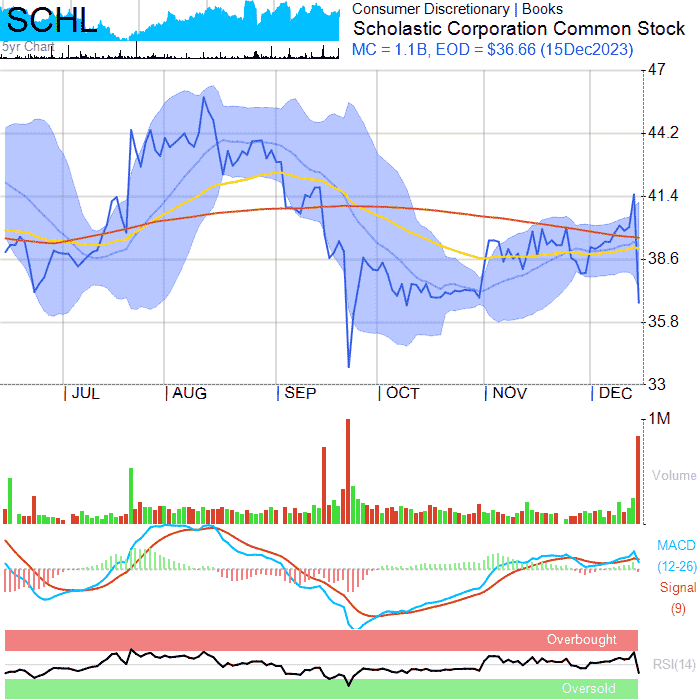 SCHL
5yr Chart
Consumer Discretionary | Books
Scholastic Corporation Common Stock
MC = 1.1B, EOD = $36.66 (15Dec2023)
47
44.2
41.4
38.6
35.8
33
| JUL | AUG | SEP | OCT | NOV | DEC
1M
Volume
MACD
(12-26)
Signal
(9)
Overbought
RSI(14)
Oversold